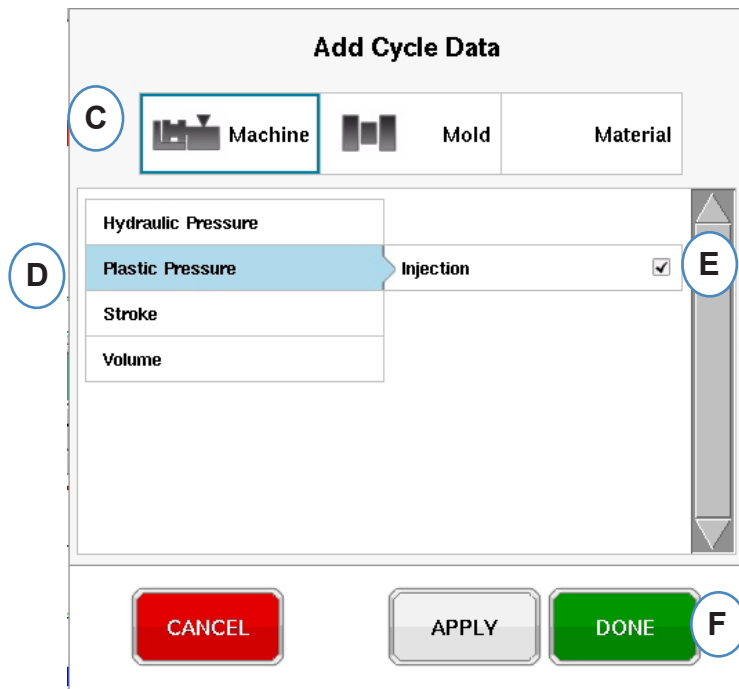 Add Cycle Data
C Machine Mold Material
Hydraulic Pressure
D Plastic Pressure Injection E
Stroke
Volume
CANCEL APPLY DONE F